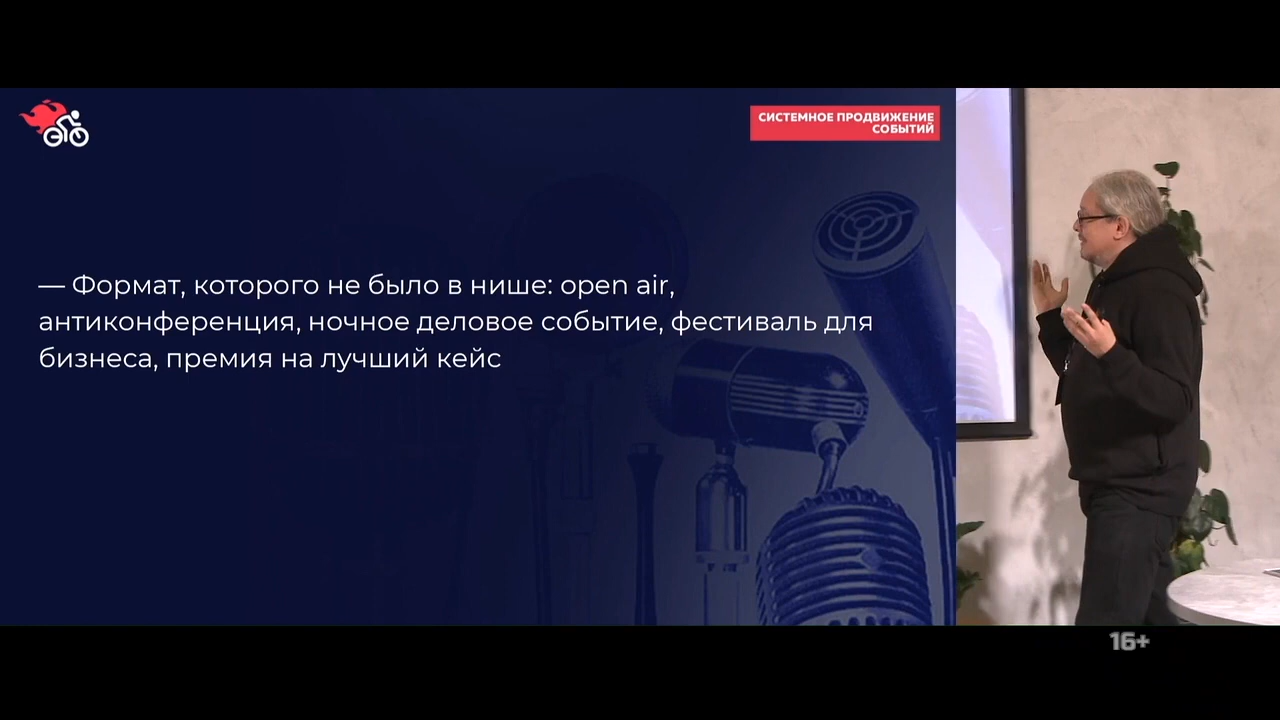 СИСТЕМНОЕ ПРОДВИЖЕНИЕ
СОБЫТИЙ
— Формат, которого не было в нише: open air,
антиконференция, ночное деловое событие, фестиваль для
бизнеса, премия на лучший кейс
16+